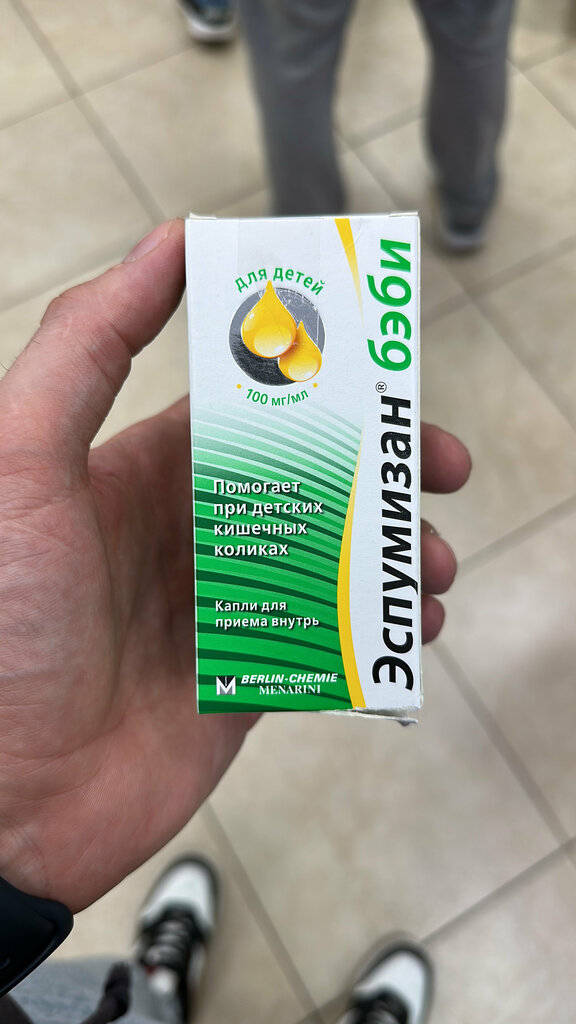 Для детей
100 мг/мл
Эспумизан® бэби
Помогает
при детских
кишечных
коликах
Капли для
приема внутрь
BERLIN-CHEMIE
MENARINI